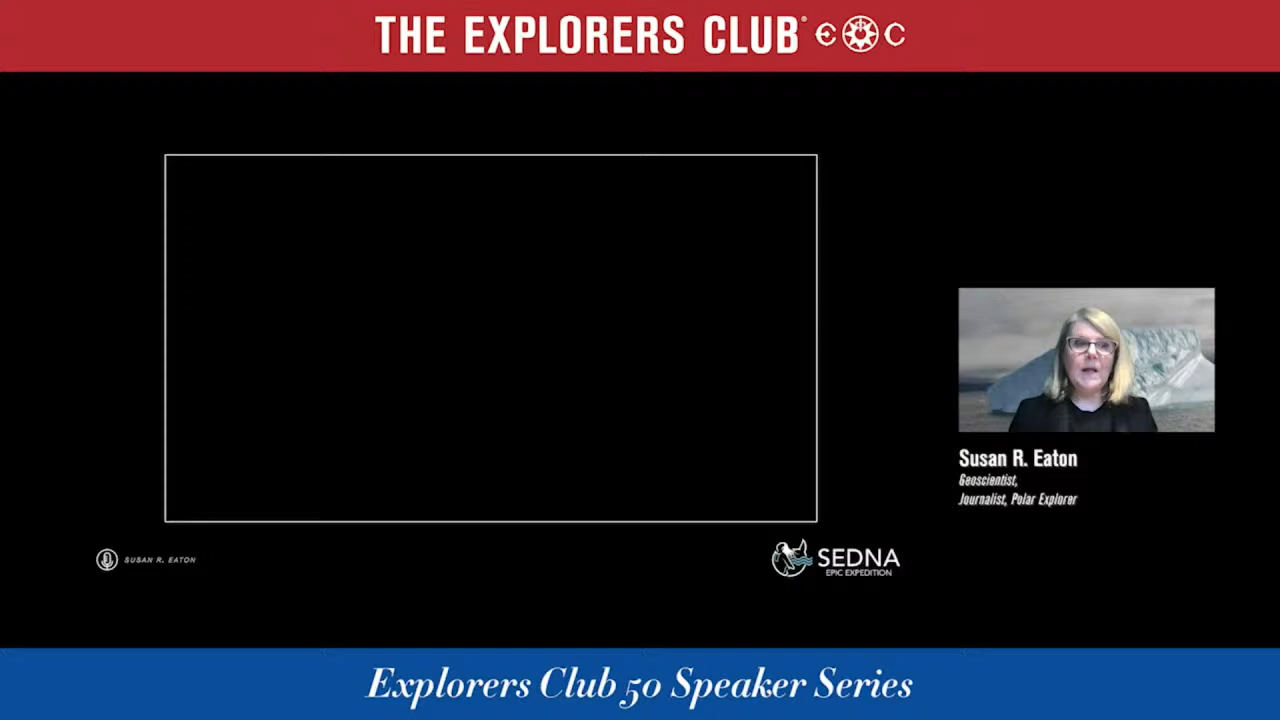 THE EXPLORERS CLUB® EC
Susan R. Eaton
Geoscientist,
Journalist, Polar Explorer
SUSAN R. EATON
SEDNA
EPIC EXPEDITION
Explorers Club 50 Speaker Series